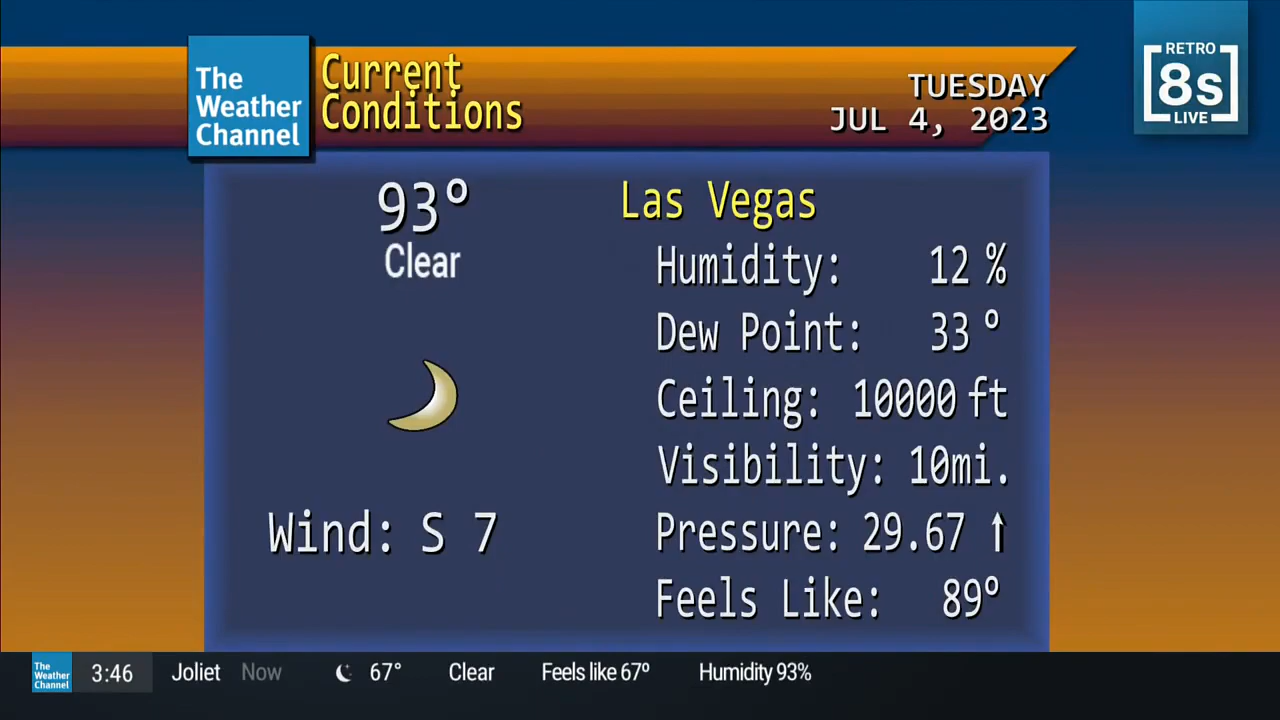 The
Weather
Channel
Current
Conditions
TUESDAY
JUL 4, 2023
RETRO
8s
LIVE
93°
Clear
Wind: S 7
Las Vegas
Humidity: 12 %
Dew Point: 33 °
Ceiling: 10000 ft
Visibility: 10mi.
Pressure: 29.67 ↑
Feels Like: 89°
The
Weather
Channel
3:46 Joliet Now 67° Clear Feels like 67° Humidity 93%